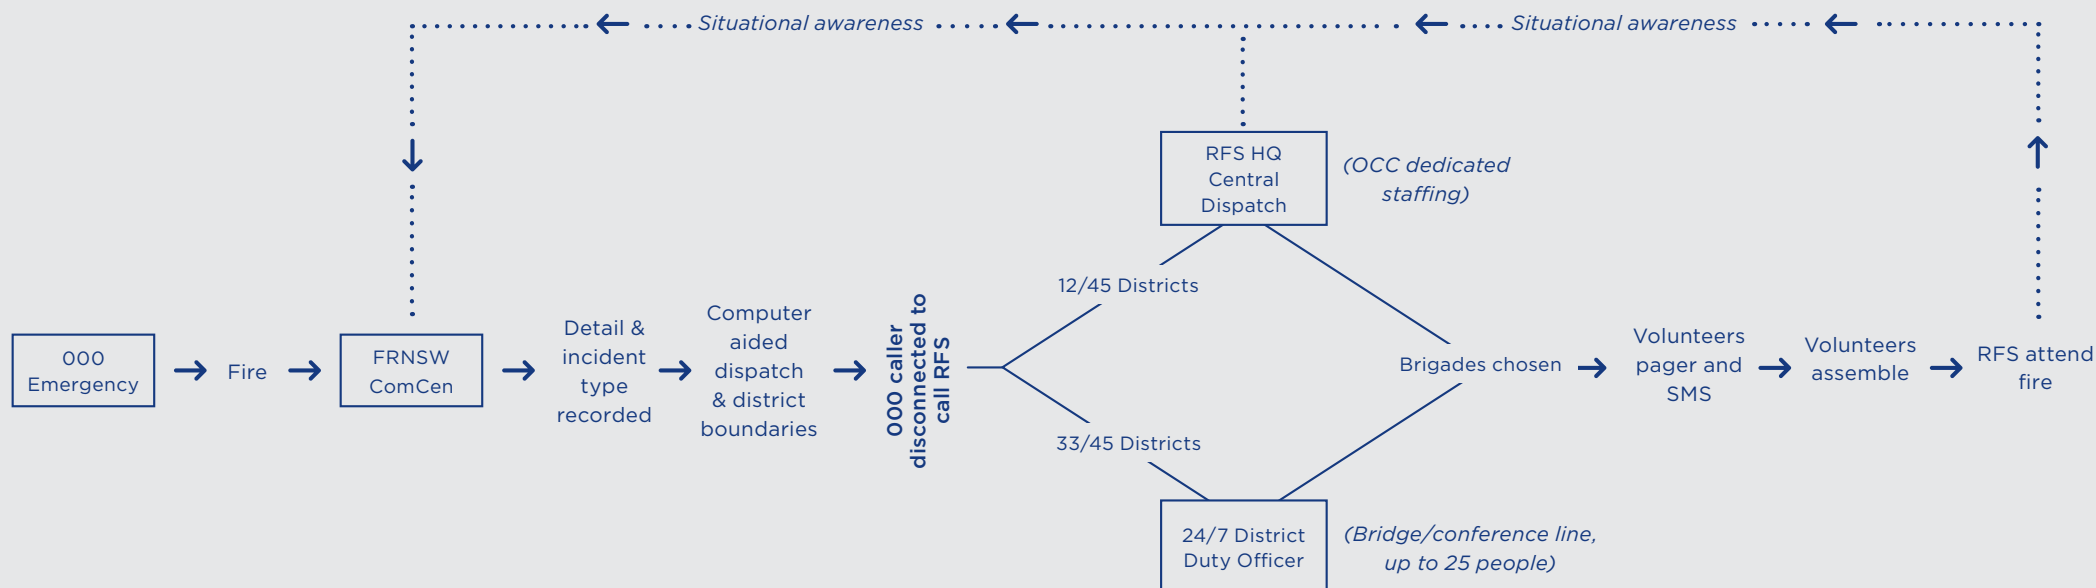 Situational awareness
Situational awareness
RFS HQ
Central
Dispatch
(OCC dedicated
staffing)
12/45 Districts
000
Emergency
Fire
FRNSW
ComCen
Detail &
incident
type
recorded
Computer
aided
dispatch
& district
boundaries
000 caller
disconnected to
call RFS
Brigades chosen
Volunteers
pager and
SMS
Volunteers
assemble
RFS attend
fire
33/45 Districts
24/7 District
Duty Officer
(Bridge/conference line,
up to 25 people)